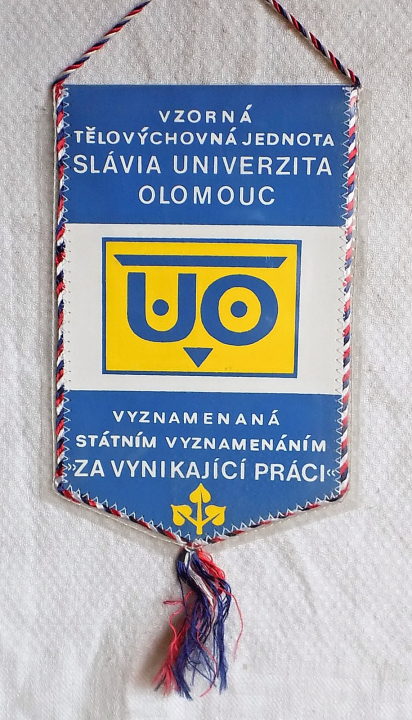 VZORNÁ
TĚLOVÝCHOVNÁ JEDNOTA
SLÁVIA UNIVERZITA
OLOMOUC
UO
VYZNAMENANÁ
STÁTNÍM VYZNAMENÁNÍM
»ZA VYNIKAJÍCÍ PRÁCI«